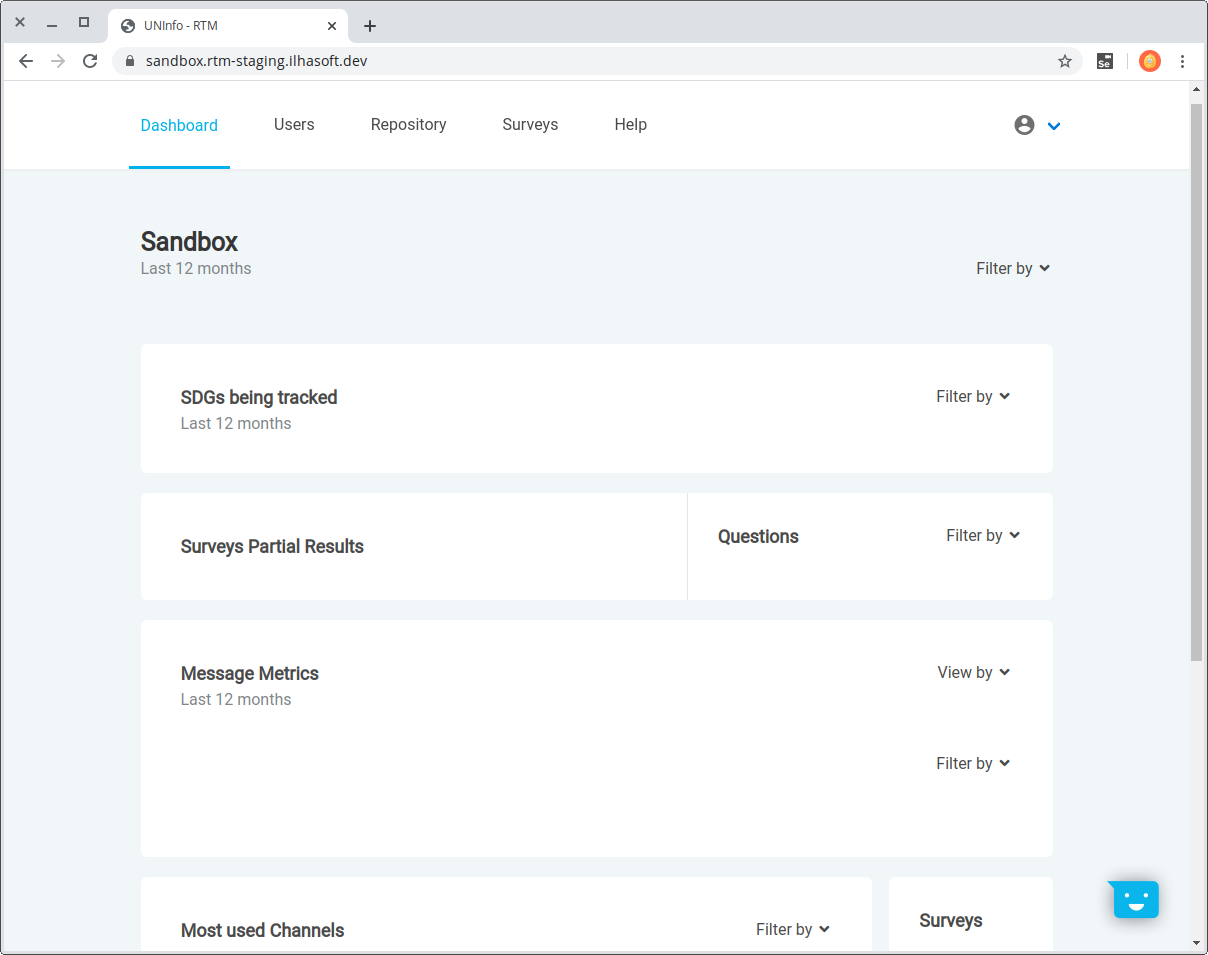 UNInfo - RTM
sandbox.rtm-staging.ilhasoft.dev
Se
Dashboard Users Repository Surveys Help
Sandbox
Last 12 months
Filter by
SDGs being tracked
Filter by
Last 12 months
Surveys Partial Results
Questions
Filter by
Message Metrics
View by
Last 12 months
Filter by
Most used Channels
Filter by
Surveys